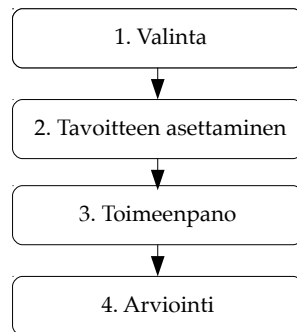 1. Valinta
2. Tavoitteen asettaminen
3. Toimeenpano
4. Arviointi